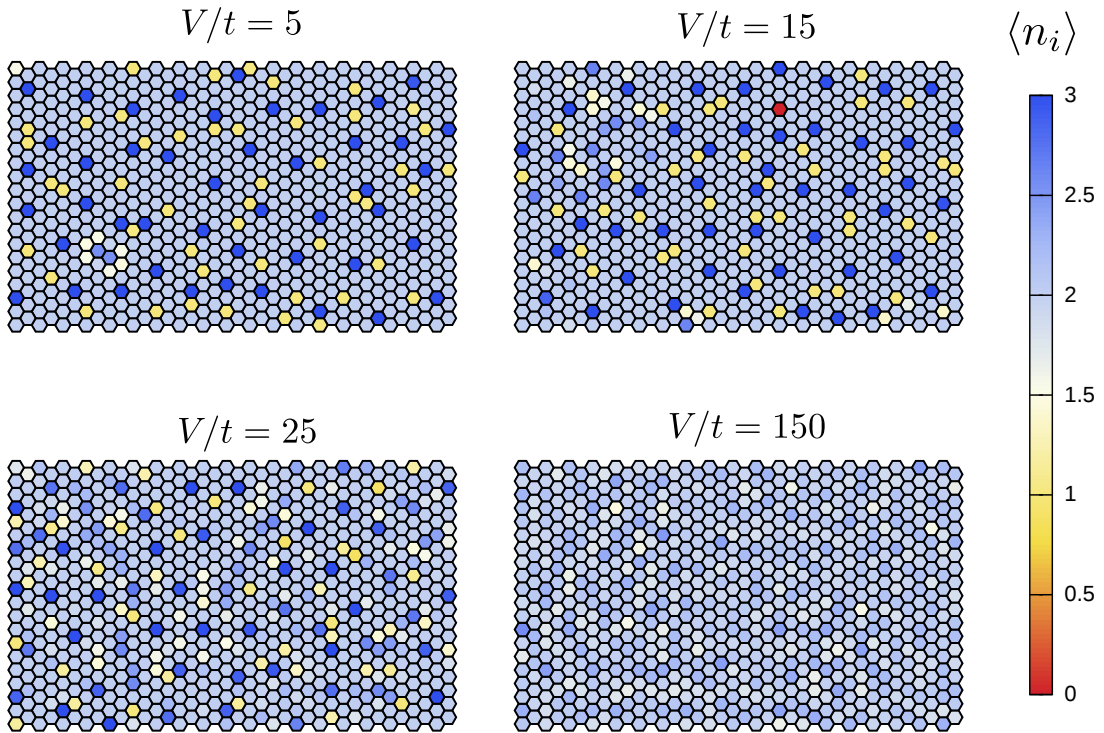 V/t = 5
V/t = 15
⟨n_i⟩
3
2.5
2
1.5
1
0.5
0
V/t = 25
V/t = 150